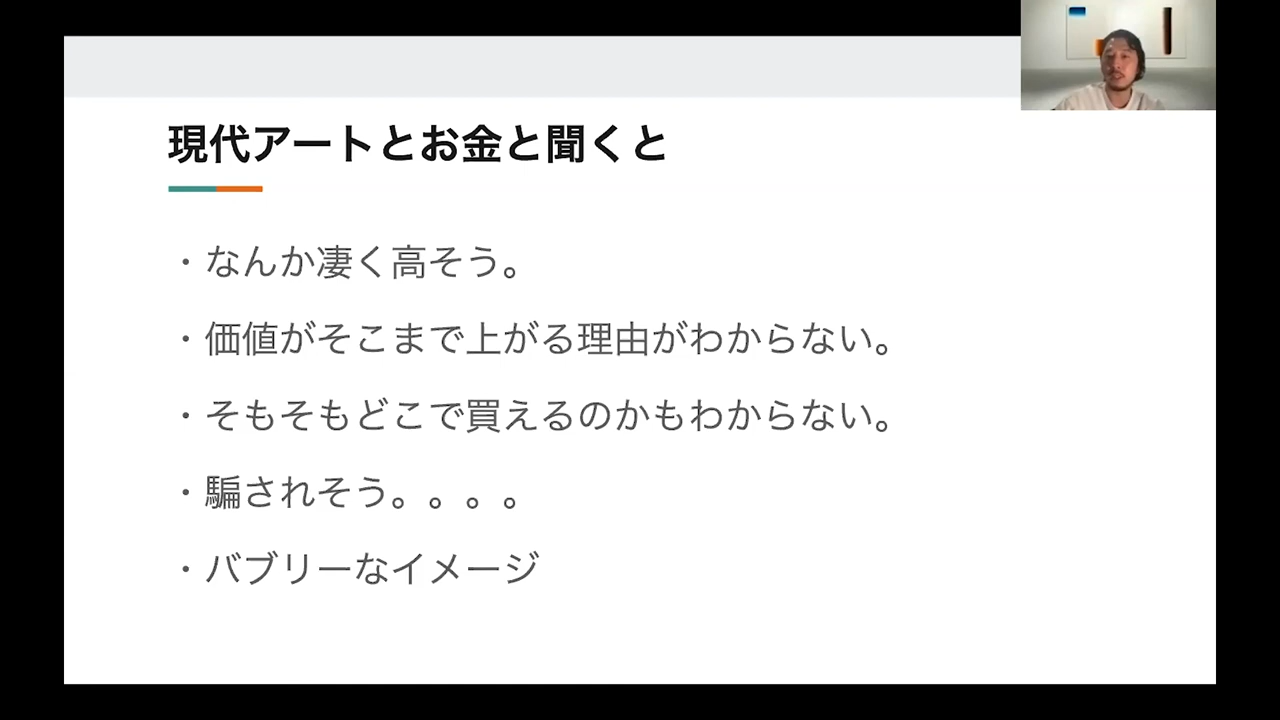 現代アートとお金と聞くと
・なんか凄く高そう。
・価値がそこまで上がる理由がわからない。
・そもそもどこで買えるのかもわからない。
・騙されそう。。。。
・バブリーなイメージ